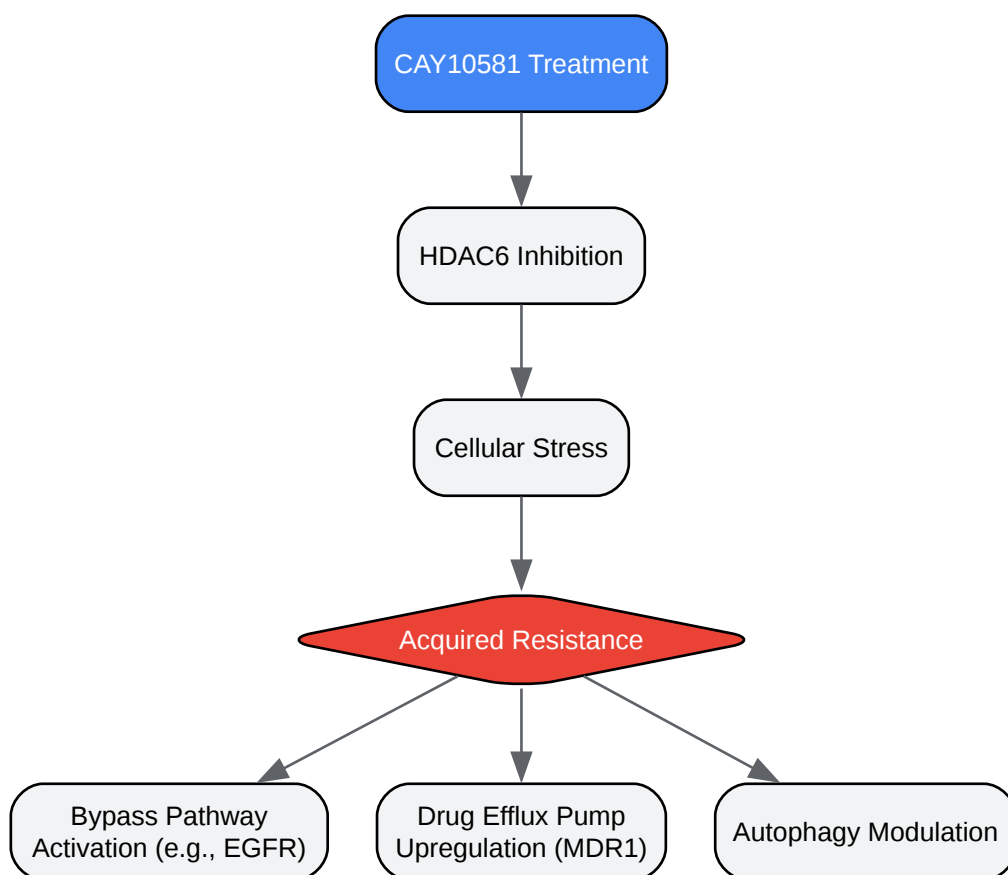 CAY10581 Treatment
HDAC6 Inhibition
Cellular Stress
Acquired Resistance
Bypass Pathway
Activation (e.g., EGFR)
Drug Efflux Pump
Upregulation (MDR1)
Autophagy Modulation